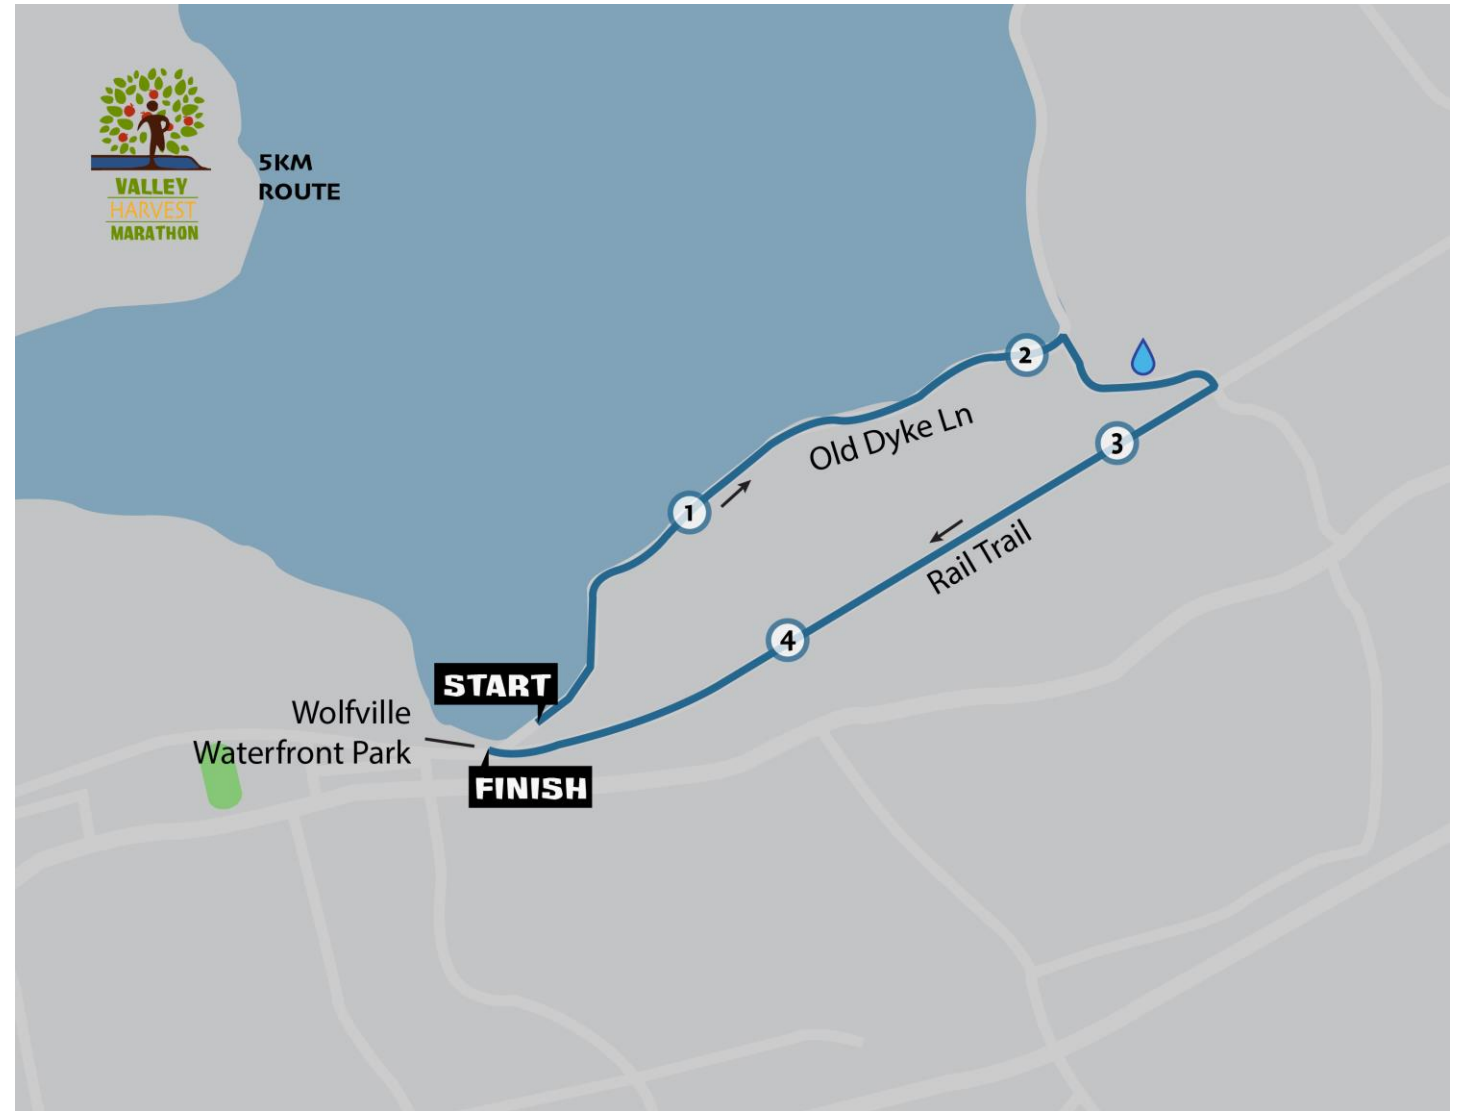 VALLEY
HARVEST
MARATHON
5KM
ROUTE
2
Old Dyke Ln
3
1
Rail Trail
4
START
Wolfville
Waterfront Park
FINISH